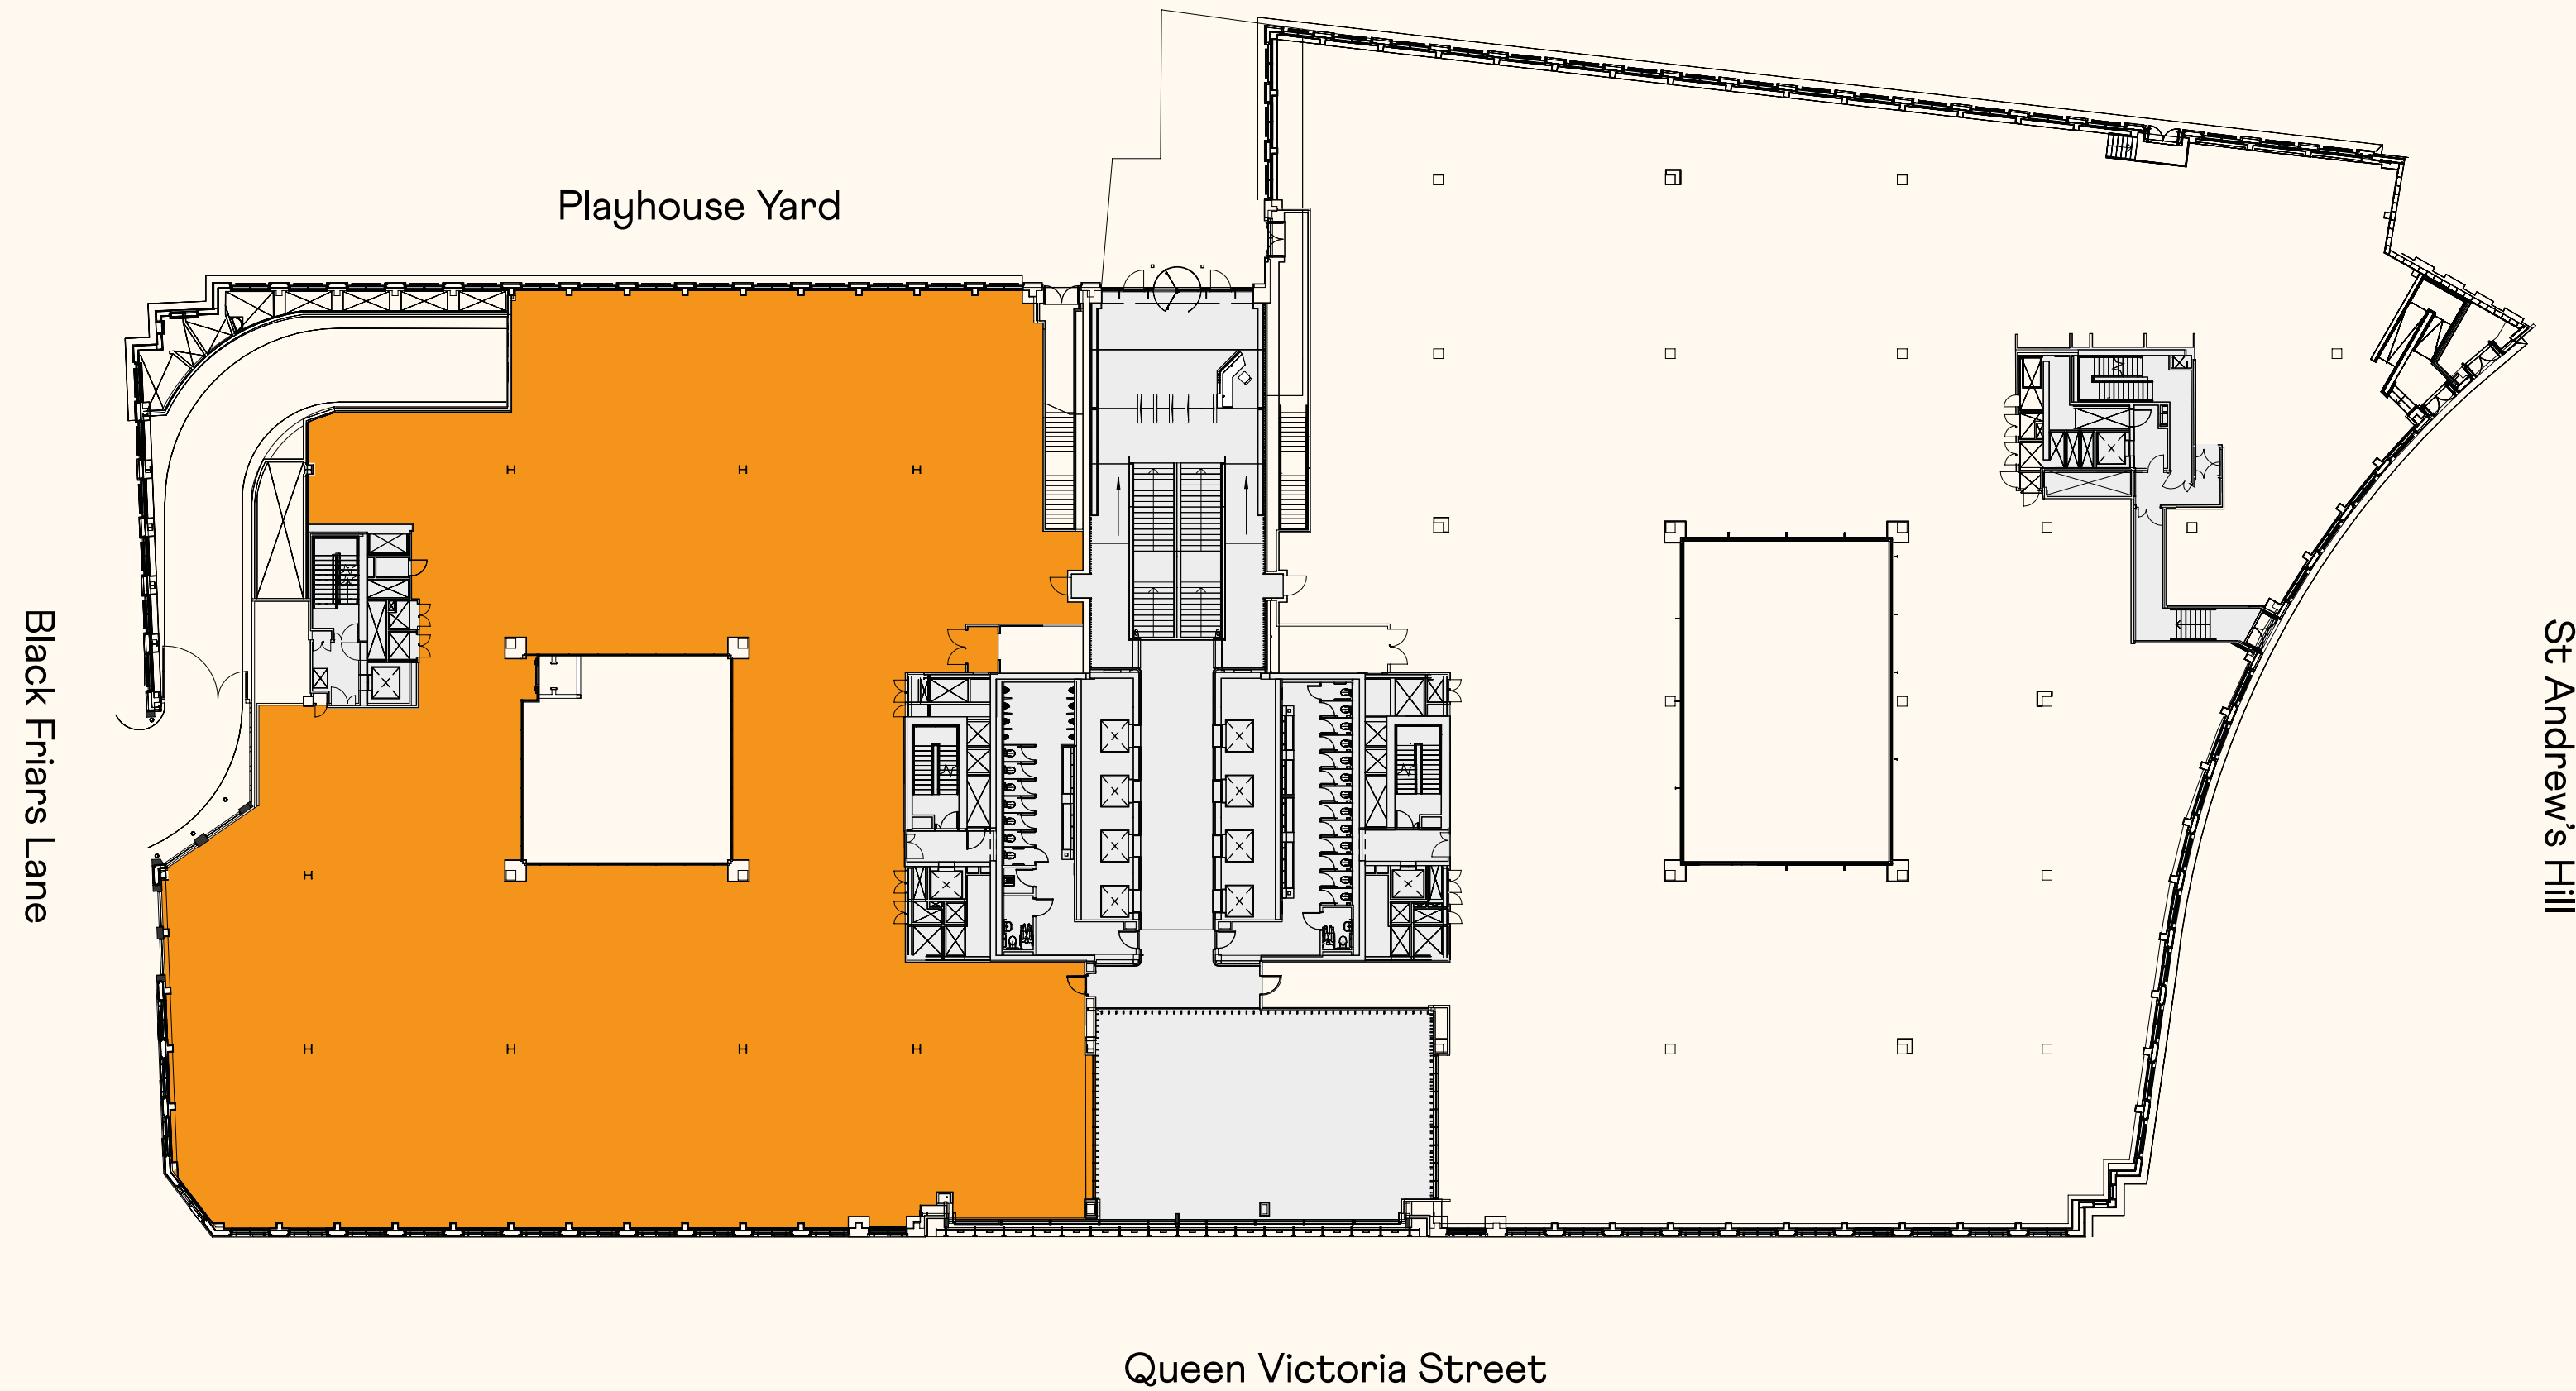 Playhouse Yard
Black Friars Lane
St Andrew's Hill
Queen Victoria Street